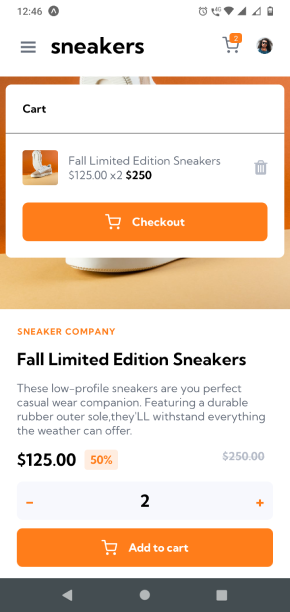 12:46
4G
sneakers
2
Cart
Fall Limited Edition Sneakers
$125.00 x2 $250
Checkout
SNEAKER COMPANY
Fall Limited Edition Sneakers
These low-profile sneakers are you perfect
casual wear companion. Featuring a durable
rubber outer sole,they'LL withstand everything
the weather can offer.
$125.00 50% $250.00
- 2 +
Add to cart